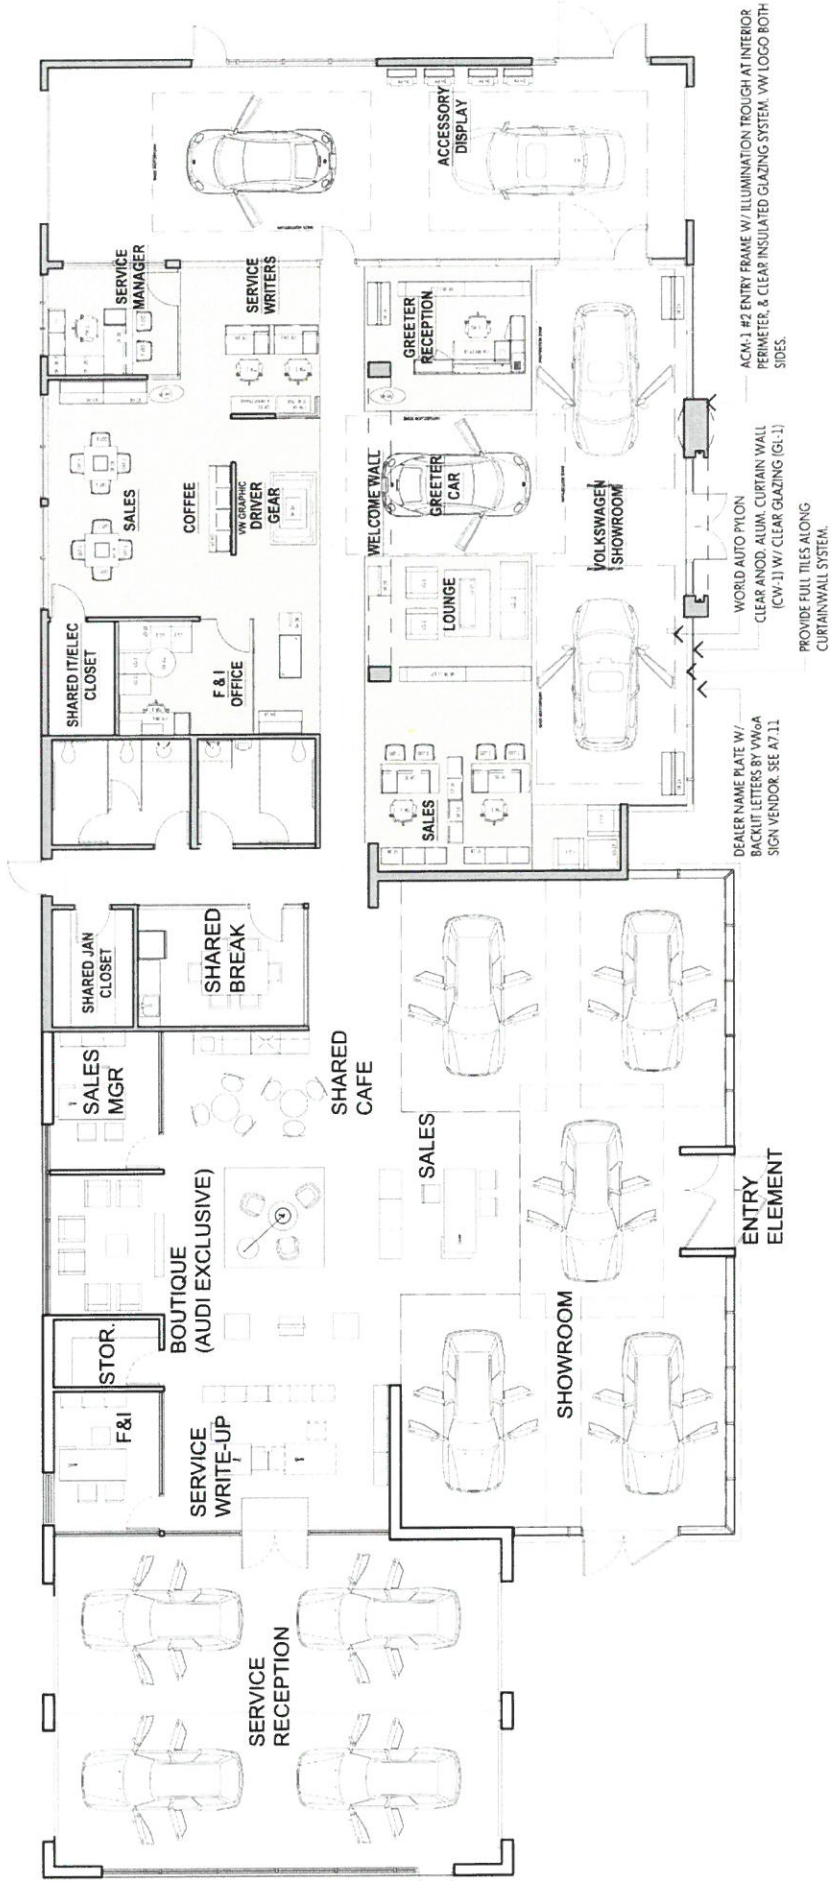 SERVICE
RECEPTION
F&I
STOR.
SERVICE
WRITE-UP
BOUTIQUE
(AUDI EXCLUSIVE)
SALES
MGR
SHARED JAN
CLOSET
SHARED
BREAK
SHARED
CAFE
SALES
SHOWROOM
ENTRY
ELEMENT
SHARED IT/ELEC
CLOSET
F & I
OFFICE
SALES
COFFEE
VW GRAPHIC
DRIVER
GEAR
SERVICE
MANAGER
SERVICE
WRITERS
SALES
LOUNGE
WELCOME WALL
GREETER
CAR
GREETER
RECEPTION
VOLKSWAGEN
SHOWROOM
ACCESSORY
DISPLAY
DEALER NAME PLATE W/
BACKLIT LETTERS BY VWoA
SIGN VENDOR. SEE A7.11
PROVIDE FULL TILES ALONG
CURTAINWALL SYSTEM.
WORLD AUTO PYLON
CLEAR ANOD. ALUM. CURTAIN WALL
(CW-1) W/ CLEAR GLAZING (GL-1)
ACM-1 #2 ENTRY FRAME W/ ILLUMINATION TROUGH AT INTERIOR
PERIMETER, & CLEAR INSULATED GLAZING SYSTEM. VW LOGO BOTH
SIDES.